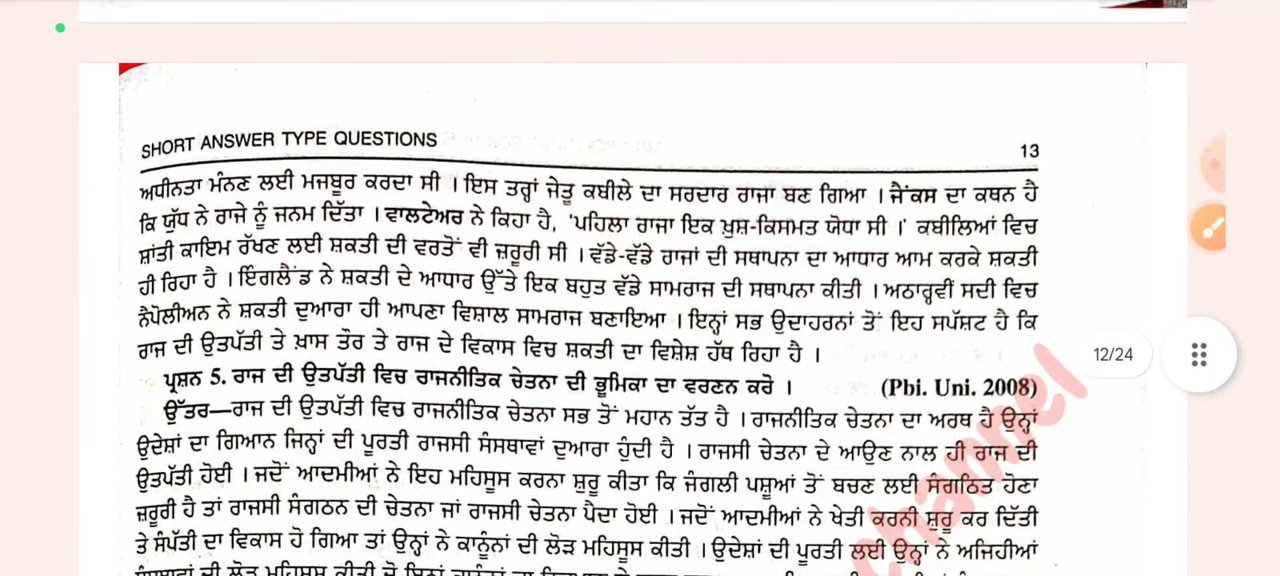 SHORT ANSWER TYPE QUESTIONS 13
ਅਧੀਨਤਾ ਮੰਨਣ ਲਈ ਮਜਬੂਰ ਕਰਦਾ ਸੀ । ਇਸ ਤਰ੍ਹਾਂ ਜੇਤੂ ਕਬੀਲੇ ਦਾ ਸਰਦਾਰ ਰਾਜਾ ਬਣ ਗਿਆ । ਜੈਂਕਸ ਦਾ ਕਥਨ ਹੈ
ਕਿ ਯੁੱਧ ਨੇ ਰਾਜੇ ਨੂੰ ਜਨਮ ਦਿੱਤਾ । ਵਾਲਟੇਅਰ ਨੇ ਕਿਹਾ ਹੈ, 'ਪਹਿਲਾ ਰਾਜਾ ਇਕ ਖ਼ੁਸ਼-ਕਿਸਮਤ ਯੋਧਾ ਸੀ ।' ਕਬੀਲਿਆਂ ਵਿਚ
ਸ਼ਾਂਤੀ ਕਾਇਮ ਰੱਖਣ ਲਈ ਸ਼ਕਤੀ ਦੀ ਵਰਤੋਂ ਵੀ ਜ਼ਰੂਰੀ ਸੀ । ਵੱਡੇ-ਵੱਡੇ ਰਾਜਾਂ ਦੀ ਸਥਾਪਨਾ ਦਾ ਆਧਾਰ ਆਮ ਕਰਕੇ ਸ਼ਕਤੀ
ਹੀ ਰਿਹਾ ਹੈ । ਇੰਗਲੈਂਡ ਨੇ ਸ਼ਕਤੀ ਦੇ ਆਧਾਰ ਉੱਤੇ ਇਕ ਬਹੁਤ ਵੱਡੇ ਸਾਮਰਾਜ ਦੀ ਸਥਾਪਨਾ ਕੀਤੀ । ਅਠਾਰ੍ਹਵੀਂ ਸਦੀ ਵਿਚ
ਨੈਪੋਲੀਅਨ ਨੇ ਸ਼ਕਤੀ ਦੁਆਰਾ ਹੀ ਆਪਣਾ ਵਿਸ਼ਾਲ ਸਾਮਰਾਜ ਬਣਾਇਆ । ਇਨ੍ਹਾਂ ਸਭ ਉਦਾਹਰਨਾਂ ਤੋਂ ਇਹ ਸਪੱਸ਼ਟ ਹੈ ਕਿ
ਰਾਜ ਦੀ ਉਤਪੱਤੀ ਤੇ ਖ਼ਾਸ ਤੌਰ ਤੇ ਰਾਜ ਦੇ ਵਿਕਾਸ ਵਿਚ ਸ਼ਕਤੀ ਦਾ ਵਿਸ਼ੇਸ਼ ਹੱਥ ਰਿਹਾ ਹੈ ।
12/24
ਪ੍ਰਸ਼ਨ 5. ਰਾਜ ਦੀ ਉਤਪੱਤੀ ਵਿਚ ਰਾਜਨੀਤਿਕ ਚੇਤਨਾ ਦੀ ਭੂਮਿਕਾ ਦਾ ਵਰਣਨ ਕਰੋ । (Pbi. Uni. 2008)
ਉੱਤਰ—ਰਾਜ ਦੀ ਉਤਪੱਤੀ ਵਿਚ ਰਾਜਨੀਤਿਕ ਚੇਤਨਾ ਸਭ ਤੋਂ ਮਹਾਨ ਤੱਤ ਹੈ । ਰਾਜਨੀਤਿਕ ਚੇਤਨਾ ਦਾ ਅਰਥ ਹੈ ਉਨ੍ਹਾਂ
ਉਦੇਸ਼ਾਂ ਦਾ ਗਿਆਨ ਜਿਨ੍ਹਾਂ ਦੀ ਪੂਰਤੀ ਰਾਜਸੀ ਸੰਸਥਾਵਾਂ ਦੁਆਰਾ ਹੁੰਦੀ ਹੈ । ਰਾਜਸੀ ਚੇਤਨਾ ਦੇ ਆਉਣ ਨਾਲ ਹੀ ਰਾਜ ਦੀ
ਉਤਪੱਤੀ ਹੋਈ । ਜਦੋਂ ਆਦਮੀਆਂ ਨੇ ਇਹ ਮਹਿਸੂਸ ਕਰਨਾ ਸ਼ੁਰੂ ਕੀਤਾ ਕਿ ਜੰਗਲੀ ਪਸ਼ੂਆਂ ਤੋਂ ਬਚਣ ਲਈ ਸੰਗਠਿਤ ਹੋਣਾ
ਜ਼ਰੂਰੀ ਹੈ ਤਾਂ ਰਾਜਸੀ ਸੰਗਠਨ ਦੀ ਚੇਤਨਾ ਜਾਂ ਰਾਜਸੀ ਚੇਤਨਾ ਪੈਦਾ ਹੋਈ । ਜਦੋਂ ਆਦਮੀਆਂ ਨੇ ਖੇਤੀ ਕਰਨੀ ਸ਼ੁਰੂ ਕਰ ਦਿੱਤੀ
ਤੇ ਸੰਪੱਤੀ ਦਾ ਵਿਕਾਸ ਹੋ ਗਿਆ ਤਾਂ ਉਨ੍ਹਾਂ ਨੇ ਕਾਨੂੰਨਾਂ ਦੀ ਲੋੜ ਮਹਿਸੂਸ ਕੀਤੀ । ਉਦੇਸ਼ਾਂ ਦੀ ਪੂਰਤੀ ਲਈ ਉਨ੍ਹਾਂ ਨੇ ਅਜਿਹੀਆਂ
channel